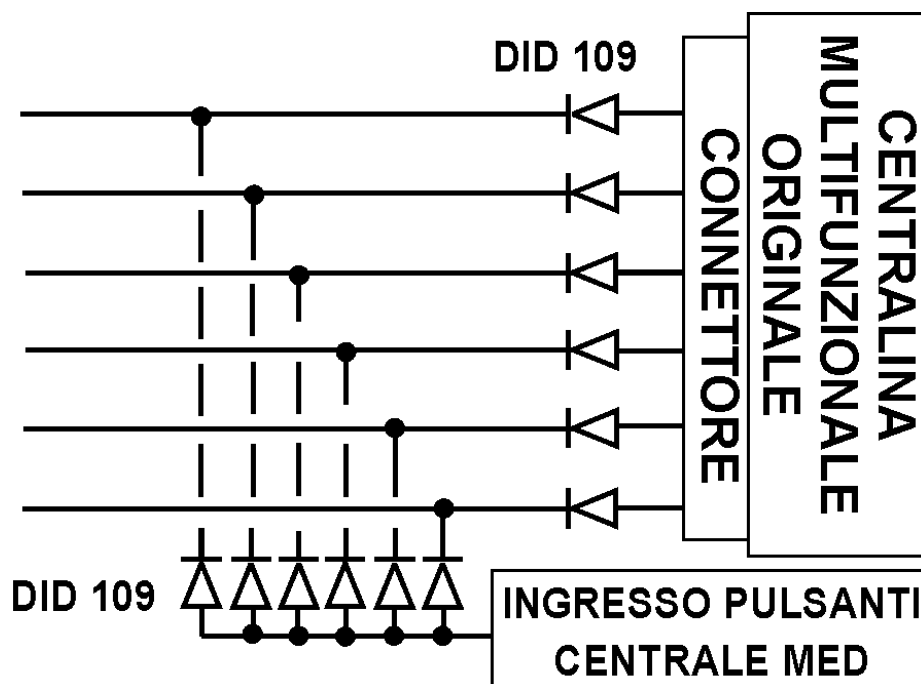 DID 109
CONNETTORE
CENTRALINA
MULTIFUNZIONALE
ORIGINALE
DID 109
INGRESSO PULSANTI
CENTRALE MED